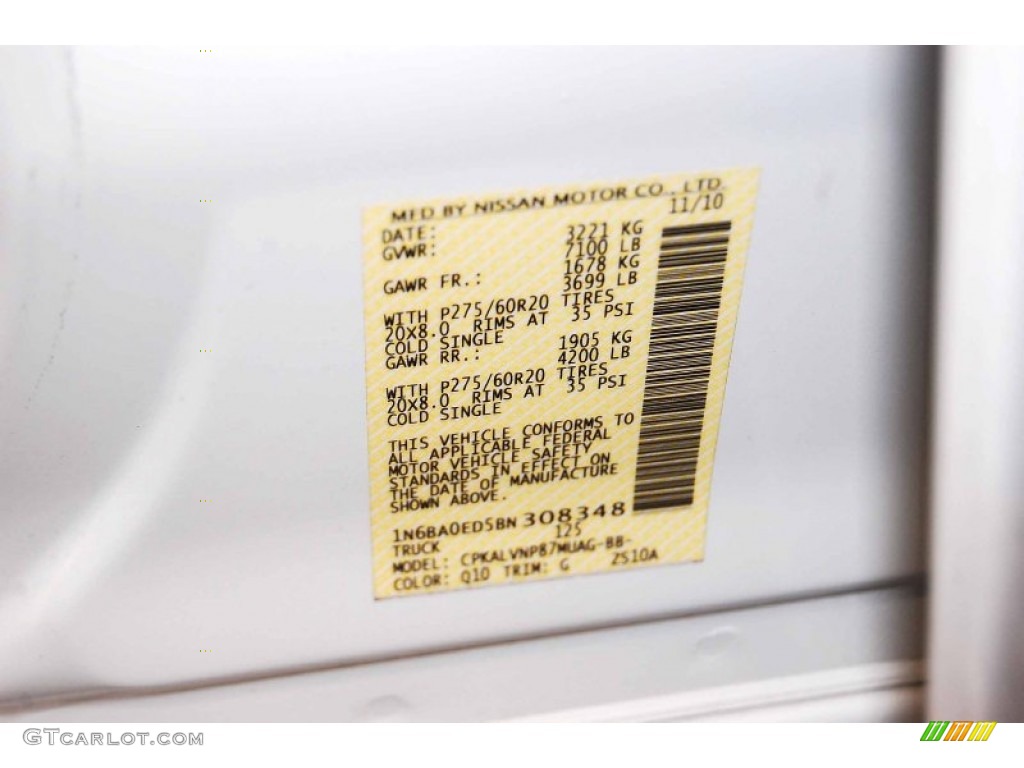 MFD BY NISSAN MOTOR CO., LTD.
DATE: 11/10
GVWR: 3221 KG
7100 LB
GAWR FR.: 1678 KG
3699 LB
WITH P275/60R20 TIRES
20X8.0 RIMS AT 35 PSI
COLD SINGLE
GAWR RR.: 1905 KG
4200 LB
WITH P275/60R20 TIRES
20X8.0 RIMS AT 35 PSI
COLD SINGLE
THIS VEHICLE CONFORMS TO
ALL APPLICABLE FEDERAL
MOTOR VEHICLE SAFETY
STANDARDS IN EFFECT ON
THE DATE OF MANUFACTURE
SHOWN ABOVE.
1N6BA0ED5BN308348
TRUCK 125
MODEL: CPKALVNP87MUAG-BB-
COLOR: Q10 TRIM: G ZS10A
GTCARLOT.COM